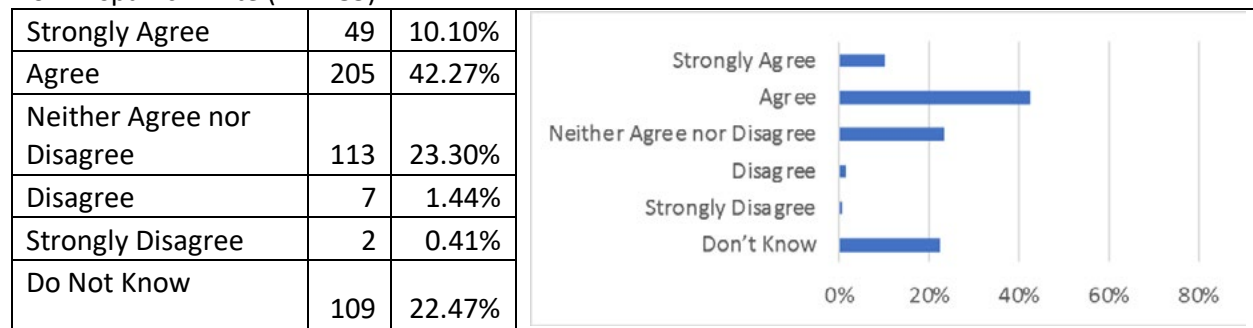 Strongly Agree 49 10.10%
Agree 205 42.27%
Neither Agree nor
Disagree 113 23.30%
Disagree 7 1.44%
Strongly Disagree 2 0.41%
Do Not Know
109 22.47%
Strongly Agree
Agree
Neither Agree nor Disagree
Disagree
Strongly Disagree
Don't Know
0% 20% 40% 60% 80%